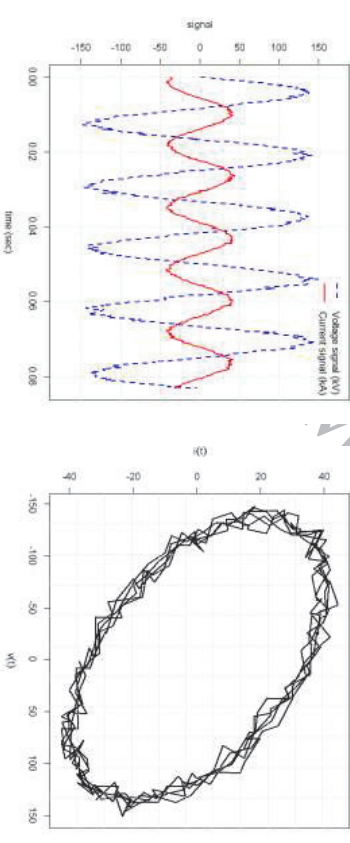 signal
-150 -100 -50 0 50 100 150
0.00 0.02 0.04 0.06 0.08
time (sec)
Voltage signal (kV)
Current signal (kA)
i(t)
-40 -20 0 20 40
-150 -100 -50 0 50 100 150
v(t)